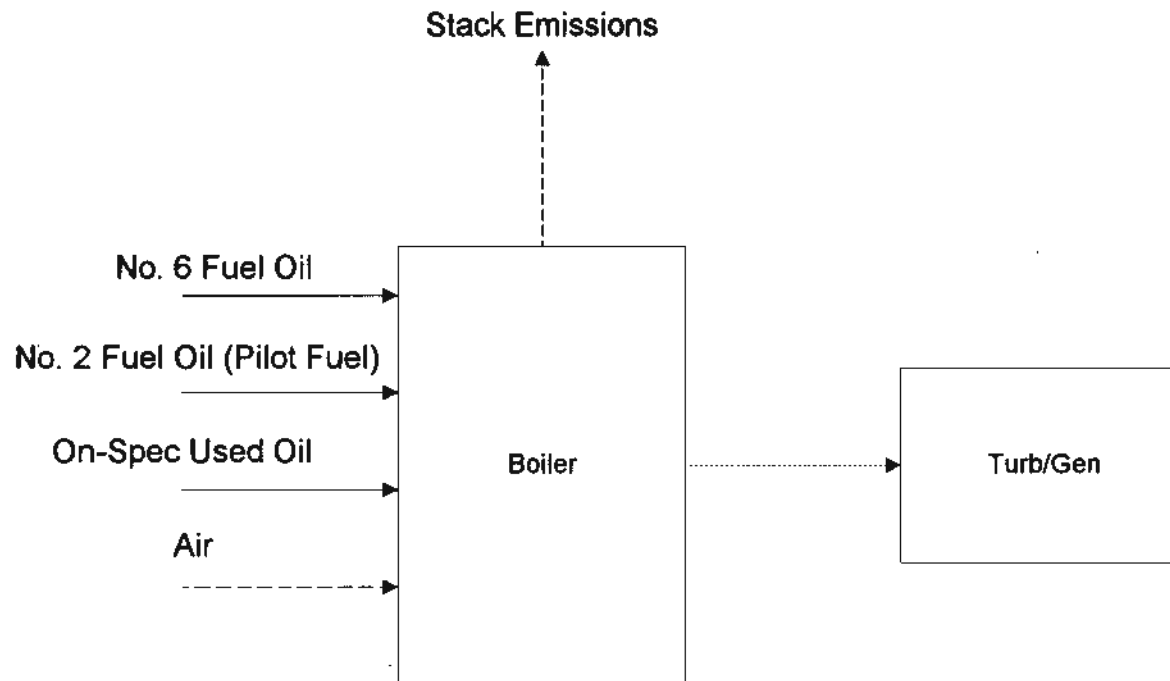 Stack Emissions
No. 6 Fuel Oil
No. 2 Fuel Oil (Pilot Fuel)
On-Spec Used Oil
Air
Boiler
Turb/Gen